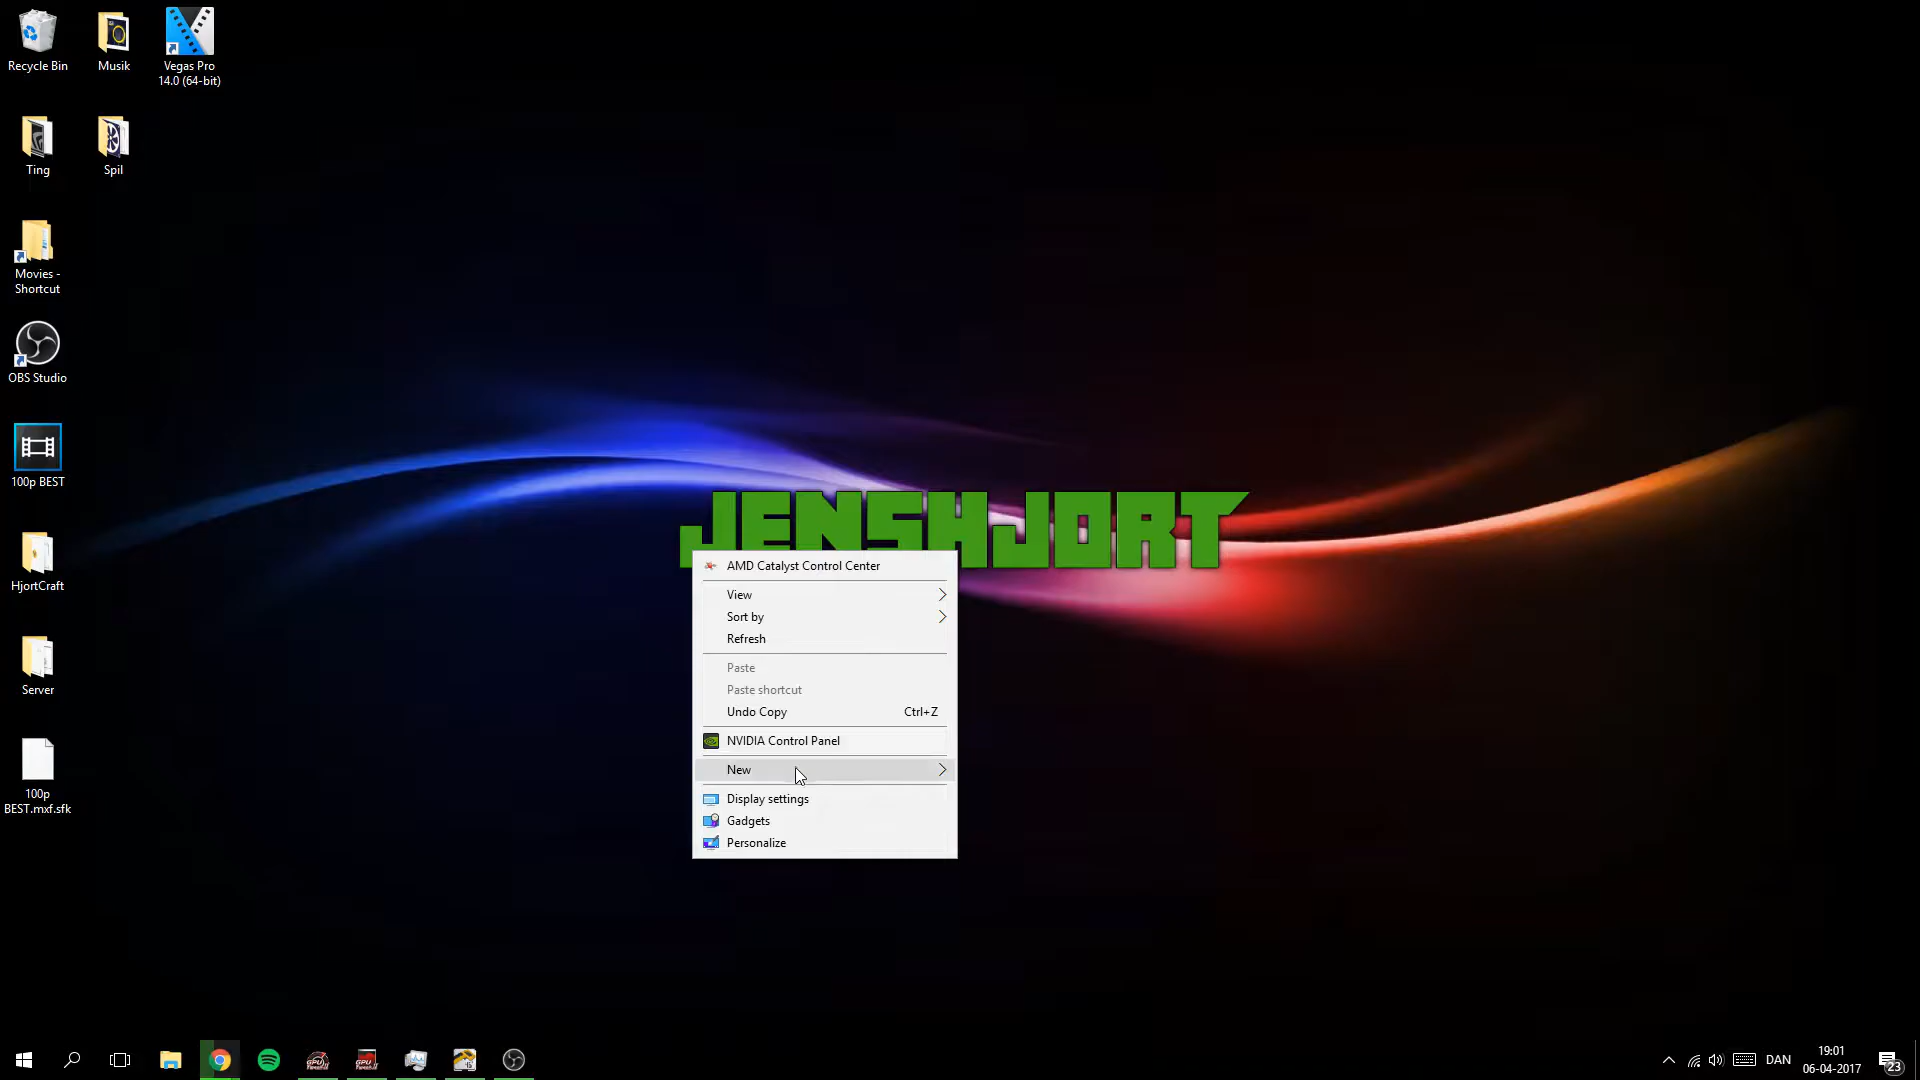 Recycle Bin
Musik
Vegas Pro
14.0 (64-bit)
Ting
Spil
Movies -
Shortcut
OBS Studio
100p BEST
HjortCraft
Server
100p
BEST.mxf.sfk
JENSHJORT
AMD Catalyst Control Center
View
Sort by
Refresh
Paste
Paste shortcut
Undo Copy Ctrl+Z
NVIDIA Control Panel
New
Display settings
Gadgets
Personalize
DAN
19:01
06-04-2017
23